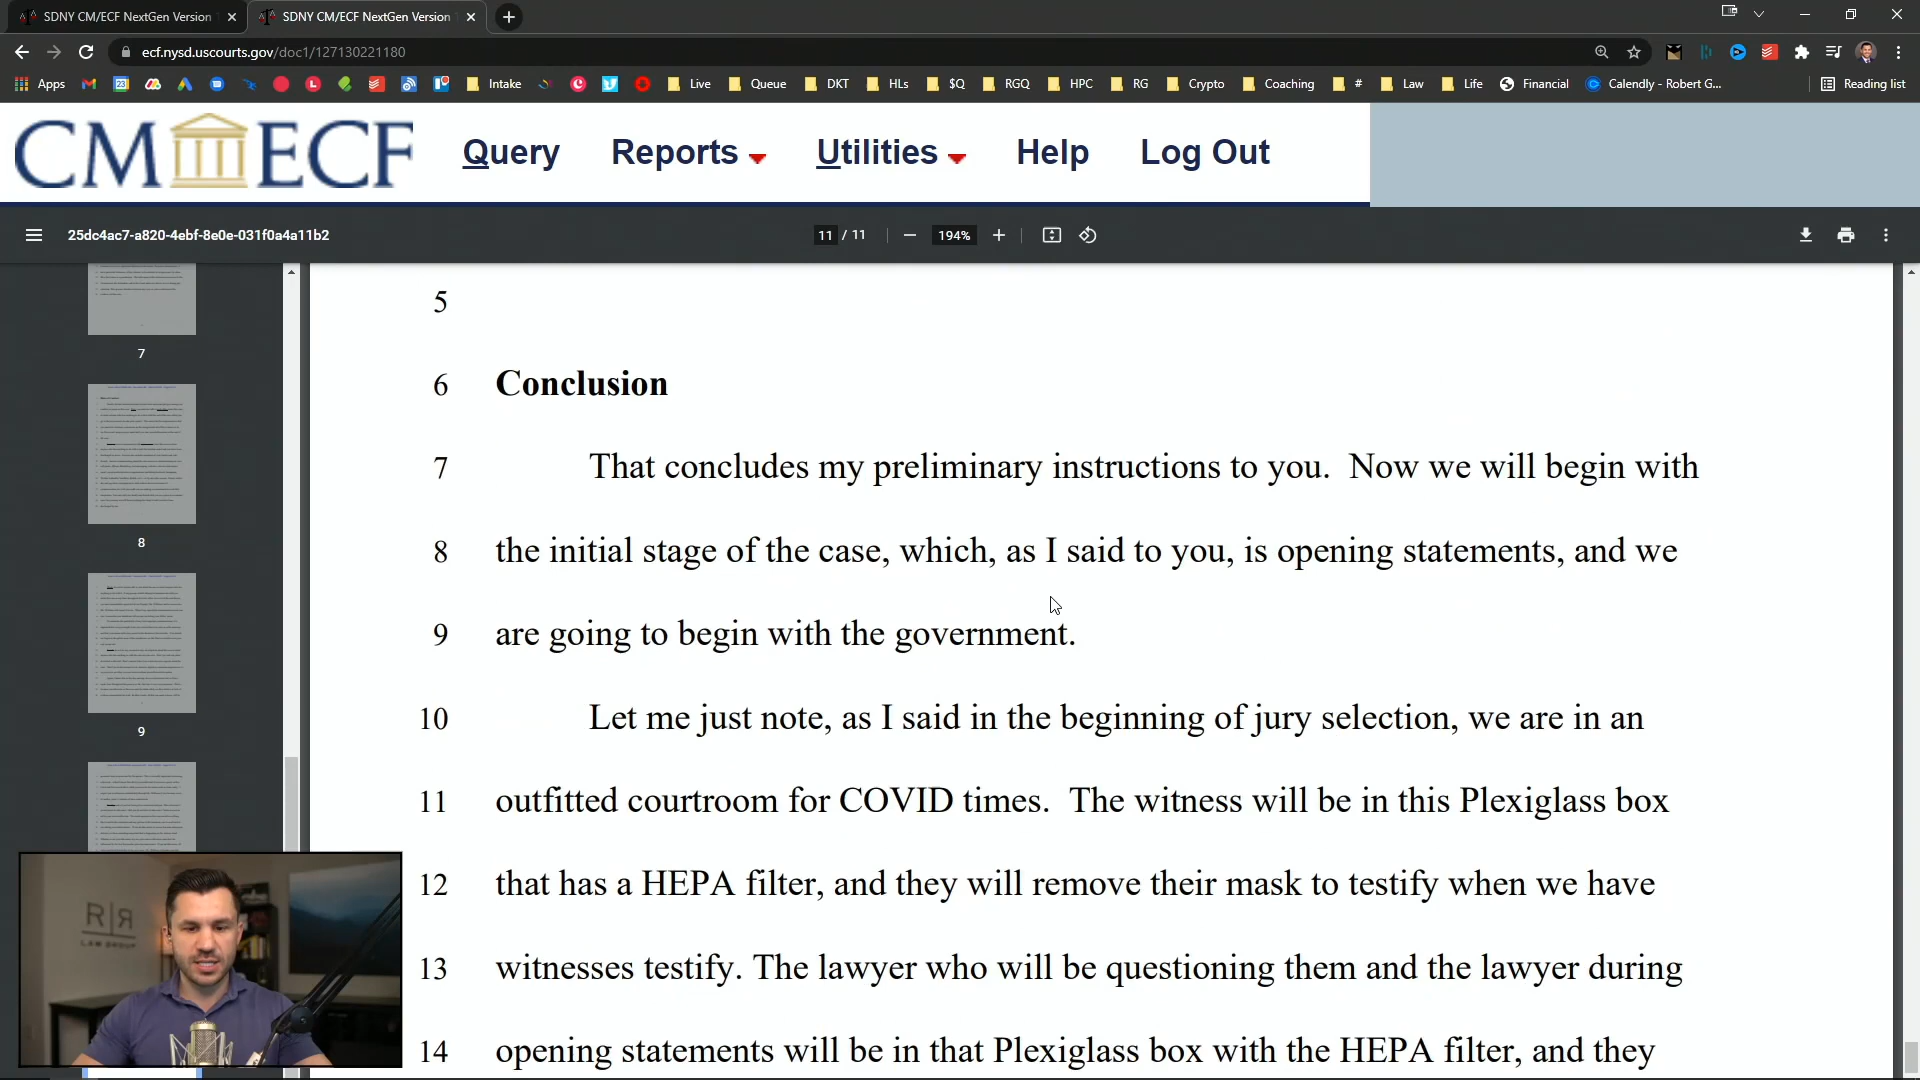 SDNY CM/ECF NextGen Version
SDNY CM/ECF NextGen Version
ecf.nysd.uscourts.gov/doc1/127130221180
Apps
Intake
Live
Queue
DKT
HLs
$Q
RGQ
HPC
RG
Crypto
Coaching
#
Law
Life
Financial
Calendly - Robert G...
Reading list
CM ECF
Query
Reports
Utilities
Help
Log Out
25dc4ac7-a820-4ebf-8e0e-031f0a4a11b2
11 / 11
194%
7
8
9
5
6 Conclusion
7 That concludes my preliminary instructions to you. Now we will begin with
8 the initial stage of the case, which, as I said to you, is opening statements, and we
9 are going to begin with the government.
10 Let me just note, as I said in the beginning of jury selection, we are in an
11 outfitted courtroom for COVID times. The witness will be in this Plexiglass box
12 that has a HEPA filter, and they will remove their mask to testify when we have
13 witnesses testify. The lawyer who will be questioning them and the lawyer during
14 opening statements will be in that Plexiglass box with the HEPA filter, and they
R|R
LAW GROUP